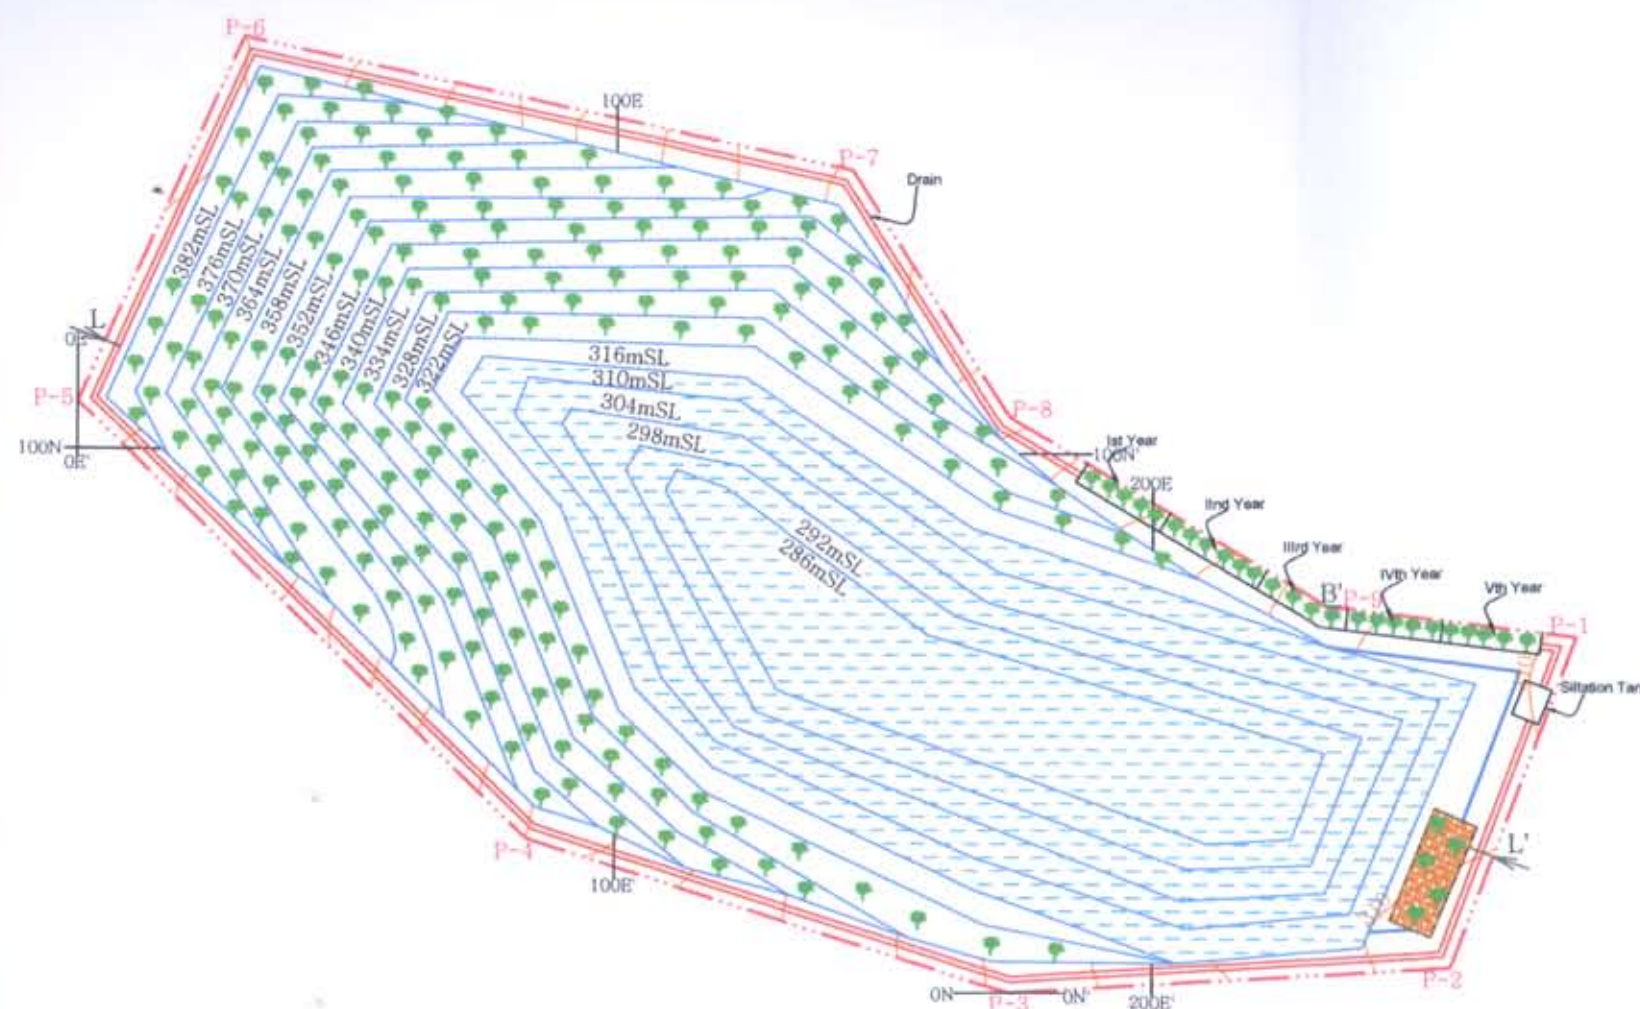 P-6
100E
P-7
Drain
382mSL
376mSL
370mSL
364mSL
358mSL
352mSL
346mSL
340mSL
334mSL
328mSL
322mSL
L
P-5
100N
0E'
316mSL
310mSL
304mSL
298mSL
292mSL
286mSL
P-8
Ist Year
100N'
200E
IInd Year
IIIrd Year
B'
P-9
IVth Year
Vth Year
P-1
Siltation Tan
L'
P-4
100E'
P-2
0N
P-3
0N'
200E'